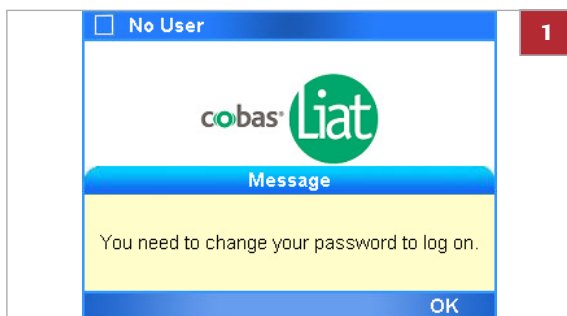 No User
1
cobas®
Liat
Message
You need to change your password to log on.
OK